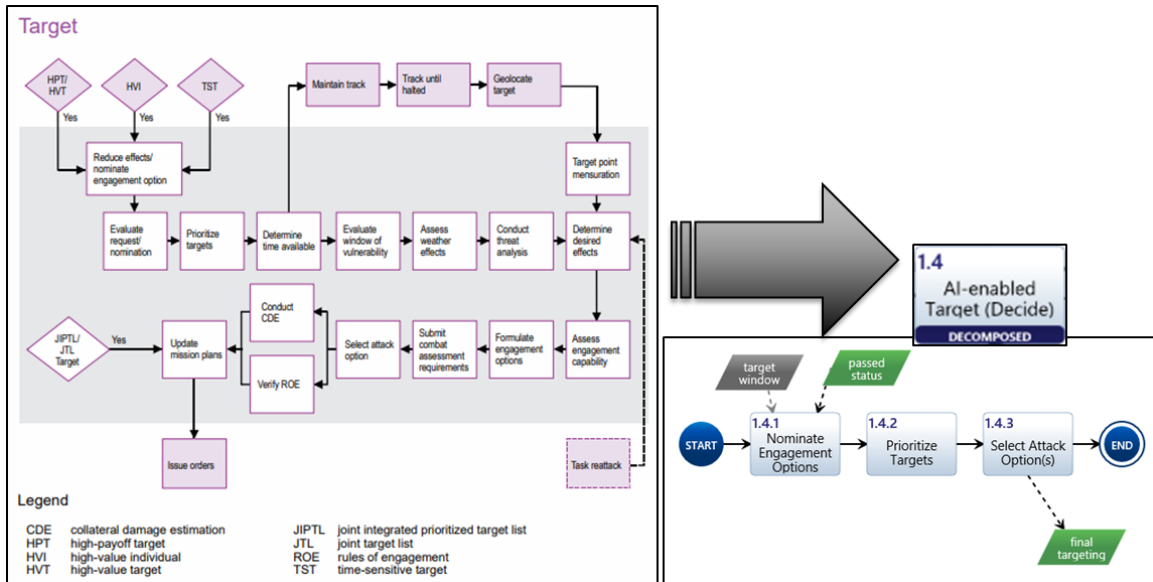 Target
HPT/
HVT
HVI
TST
Yes
Yes
Yes
Maintain track
Track until
halted
Geolocate
target
Reduce effects/
nominate
engagement option
Target point
mensuration
Evaluate
request/
nomination
Prioritize
targets
Determine
time available
Evaluate
window of
vulnerability
Assess
weather
effects
Conduct
threat
analysis
Determine
desired
effects
JIPTL/
JTL
Target
Yes
Update
mission plans
Conduct
CDE
Verify ROE
Select attack
option
Submit
combat
assessment
requirements
Formulate
engagement
options
Assess
engagement
capability
Issue orders
Task reattack
Legend
CDE collateral damage estimation
HPT high-payoff target
HVI high-value individual
HVT high-value target
JIPTL joint integrated prioritized target list
JTL joint target list
ROE rules of engagement
TST time-sensitive target
1.4
AI-enabled
Target (Decide)
DECOMPOSED
target
window
passed
status
START
1.4.1
Nominate
Engagement
Options
1.4.2
Prioritize
Targets
1.4.3
Select Attack
Option(s)
END
final
targeting